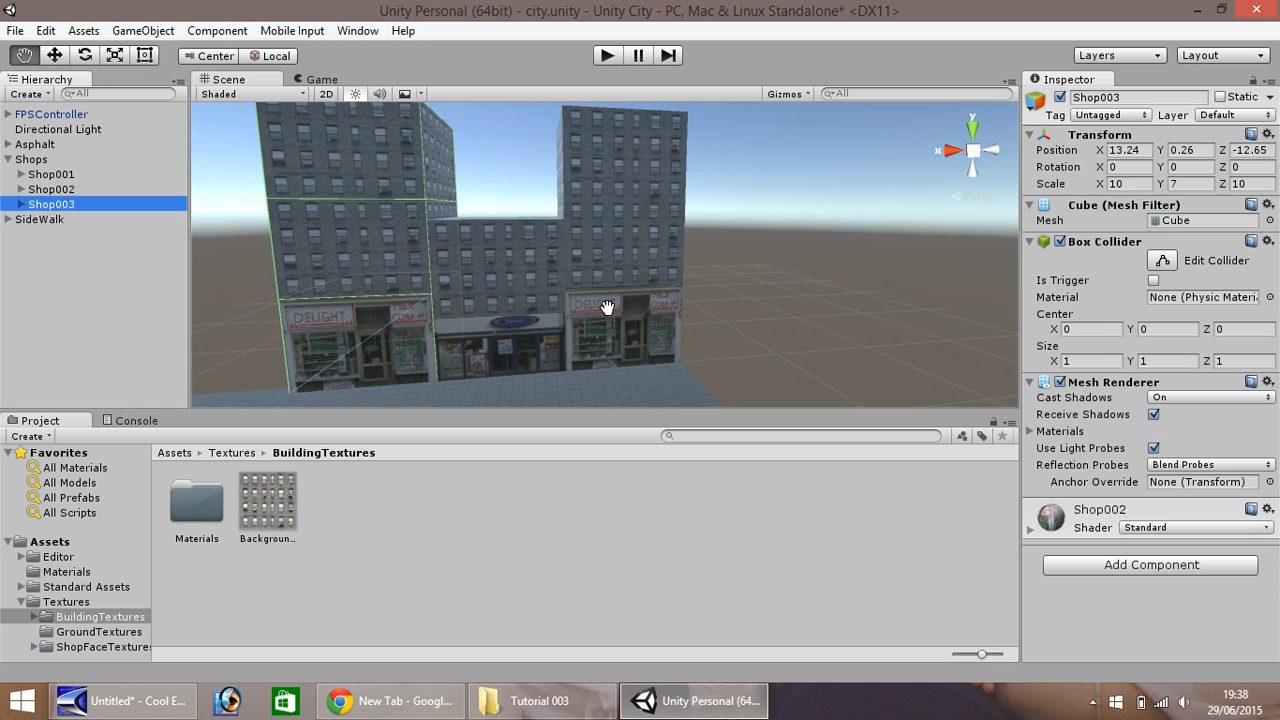 Unity Personal (64bit) - city.unity - Unity City - PC, Mac & Linux Standalone* <DX11>
File Edit Assets GameObject Component Mobile Input Window Help
Center Local Layers Layout
Hierarchy
Create All
FPSController
Directional Light
Asphalt
Shops
Shop001
Shop002
Shop003
SideWalk
Scene Game
Shaded 2D Gizmos All
y
x
Persp
DELIGHT
COM
DELIGHT
COM
Inspector
Shop003 Static
Tag Untagged Layer Default
Transform
Position X 13.24 Y 0.26 Z -12.65
Rotation X 0 Y 0 Z 0
Scale X 10 Y 7 Z 10
Cube (Mesh Filter)
Mesh Cube
Box Collider
Edit Collider
Is Trigger
Material None (Physic Materi
Center
X 0 Y 0 Z 0
Size
X 1 Y 1 Z 1
Mesh Renderer
Cast Shadows On
Receive Shadows
Materials
Use Light Probes
Reflection Probes Blend Probes
Anchor Override None (Transform)
Shop002
Shader Standard
Add Component
Project Console
Create
Favorites
All Materials
All Models
All Prefabs
All Scripts
Assets
Editor
Materials
Standard Assets
Textures
BuildingTextures
GroundTextures
ShopFaceTextures
Assets Textures BuildingTextures
Materials Backgroun...
Untitled* - Cool E... New Tab - Googl... Tutorial 003 Unity Personal (64...
19:38
29/06/2015